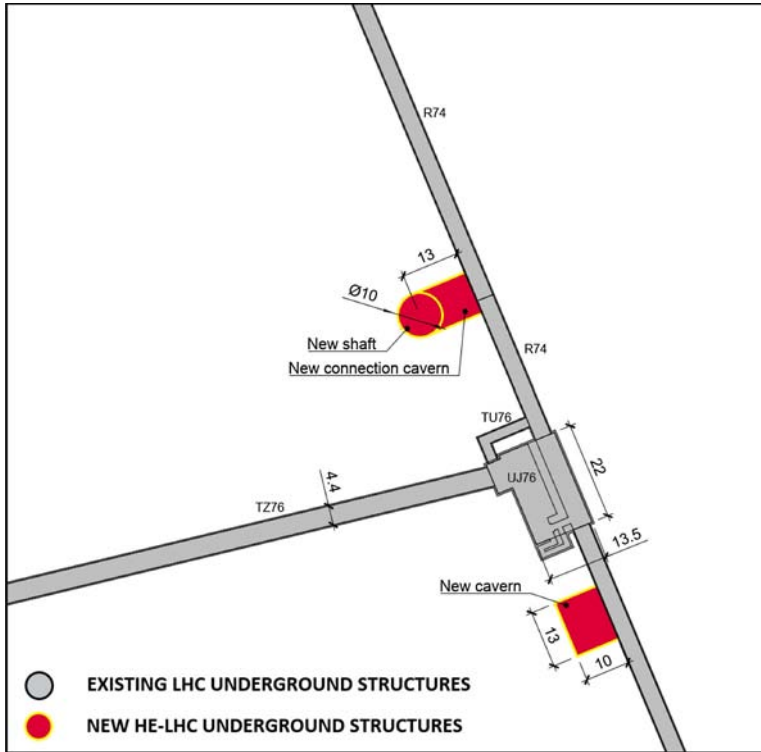 R74
13
Ø10
New shaft
New connection cavern
R74
TU76
UJ76
22
4.4
TZ76
13.5
New cavern
13
10
EXISTING LHC UNDERGROUND STRUCTURES
NEW HE-LHC UNDERGROUND STRUCTURES